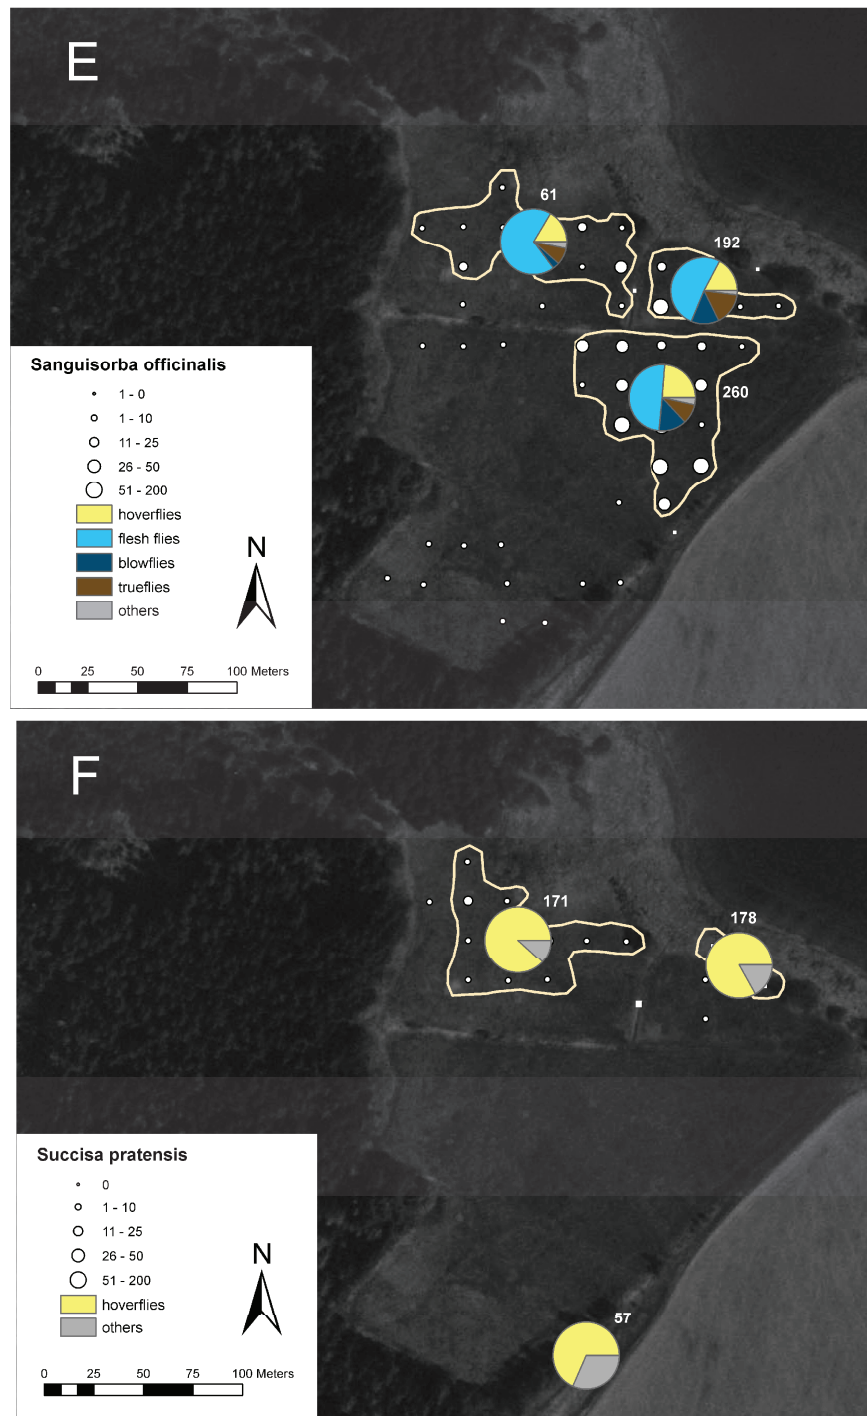 E
61
192
260
Sanguisorba officinalis
1 - 0
1 - 10
11 - 25
26 - 50
51 - 200
hoverflies
flesh flies
blowflies
trueflies
others
N
0 25 50 75 100 Meters
F
171
178
57
Succisa pratensis
0
1 - 10
11 - 25
26 - 50
51 - 200
hoverflies
others
N
0 25 50 75 100 Meters